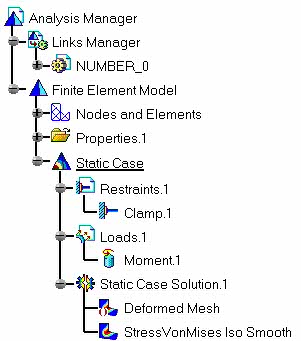 Analysis Manager
Links Manager
NUMBER_0
Finite Element Model
Nodes and Elements
Properties.1
Static Case
Restraints.1
Clamp.1
Loads.1
Moment.1
Static Case Solution.1
Deformed Mesh
StressVonMises Iso Smooth